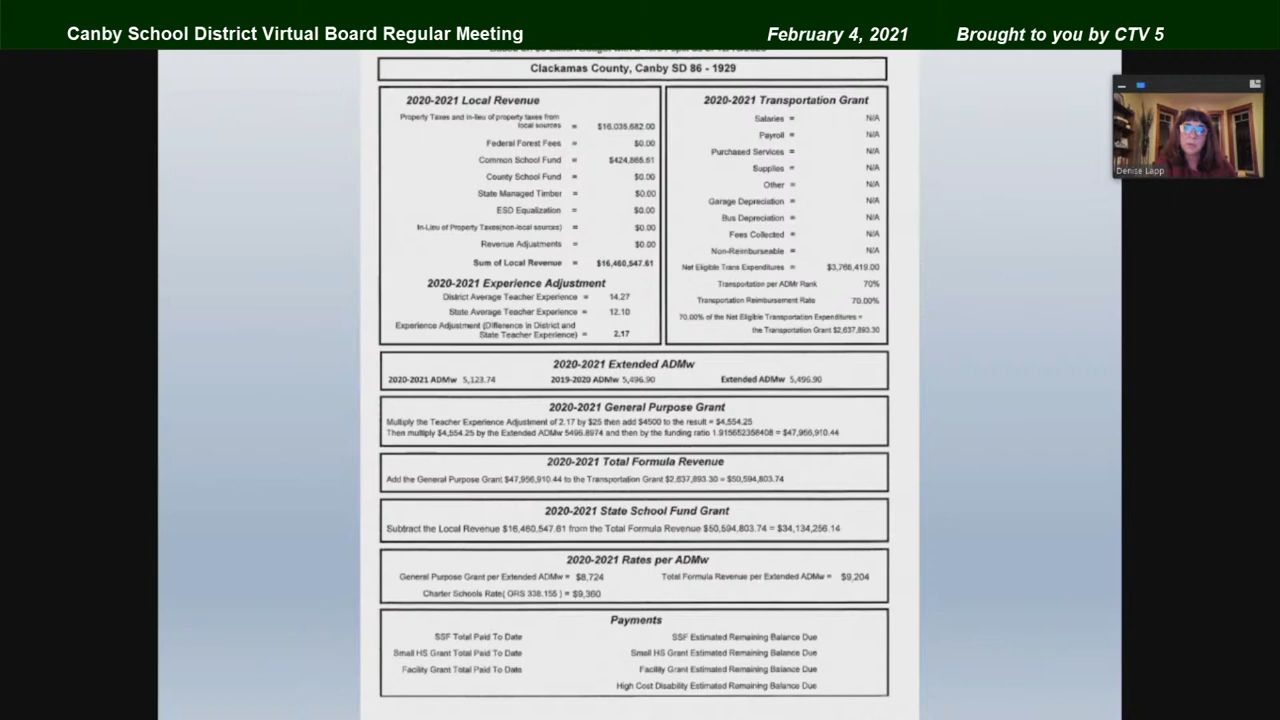 Canby School District Virtual Board Regular Meeting February 4, 2021 Brought to you by CTV 5
Clackamas County, Canby SD 86 - 1929
2020-2021 Local Revenue
Property Taxes and in-lieu of property taxes from
local sources = $16,035,682.00
Federal Forest Fees = $0.00
Common School Fund = $424,865.61
County School Fund = $0.00
State Managed Timber = $0.00
ESD Equalization = $0.00
In-Lieu of Property Taxes(non-local sources) = $0.00
Revenue Adjustments = $0.00
Sum of Local Revenue = $16,460,547.61
2020-2021 Experience Adjustment
District Average Teacher Experience = 14.27
State Average Teacher Experience = 12.10
Experience Adjustment (Difference in District and
State Teacher Experience) = 2.17
2020-2021 Transportation Grant
Salaries = N/A
Payroll = N/A
Purchased Services = N/A
Supplies = N/A
Other = N/A
Garage Depreciation = N/A
Bus Depreciation = N/A
Fees Collected = N/A
Non-Reimburseable = N/A
Net Eligible Trans Expenditures = $3,768,419.00
Transportation per ADMr Rank 70%
Transportation Reimbursement Rate 70.00%
70.00% of the Net Eligible Transportation Expenditures =
the Transportation Grant $2,637,893.30
Denise Lapp
2020-2021 Extended ADMw
2020-2021 ADMw 5,123.74 2019-2020 ADMw 5,496.90 Extended ADMw 5,496.90
2020-2021 General Purpose Grant
Multiply the Teacher Experience Adjustment of 2.17 by $25 then add $4500 to the result = $4,554.25
Then multiply $4,554.25 by the Extended ADMw 5496.8974 and then by the funding ratio 1.915652356408 = $47,956,910.44
2020-2021 Total Formula Revenue
Add the General Purpose Grant $47,956,910.44 to the Transportation Grant $2,637,893.30 = $50,594,803.74
2020-2021 State School Fund Grant
Subtract the Local Revenue $16,460,547.61 from the Total Formula Revenue $50,594,803.74 = $34,134,256.14
2020-2021 Rates per ADMw
General Purpose Grant per Extended ADMw = $8,724 Total Formula Revenue per Extended ADMw = $9,204
Charter Schools Rate( ORS 338.155 ) = $9,360
Payments
SSF Total Paid To Date SSF Estimated Remaining Balance Due
Small HS Grant Total Paid To Date Small HS Grant Estimated Remaining Balance Due
Facility Grant Total Paid To Date Facility Grant Estimated Remaining Balance Due
High Cost Disability Estimated Remaining Balance Due